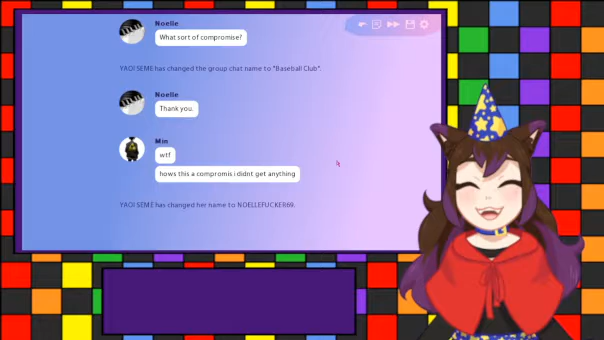 Noelle
What sort of compromise?
YAOI SEME has changed the group chat name to "Baseball Club".
Noelle
Thank you.
Min
wtf
hows this a compromis i didnt get anything
YAOI SEME has changed her name to NOELLEFUCKER69.